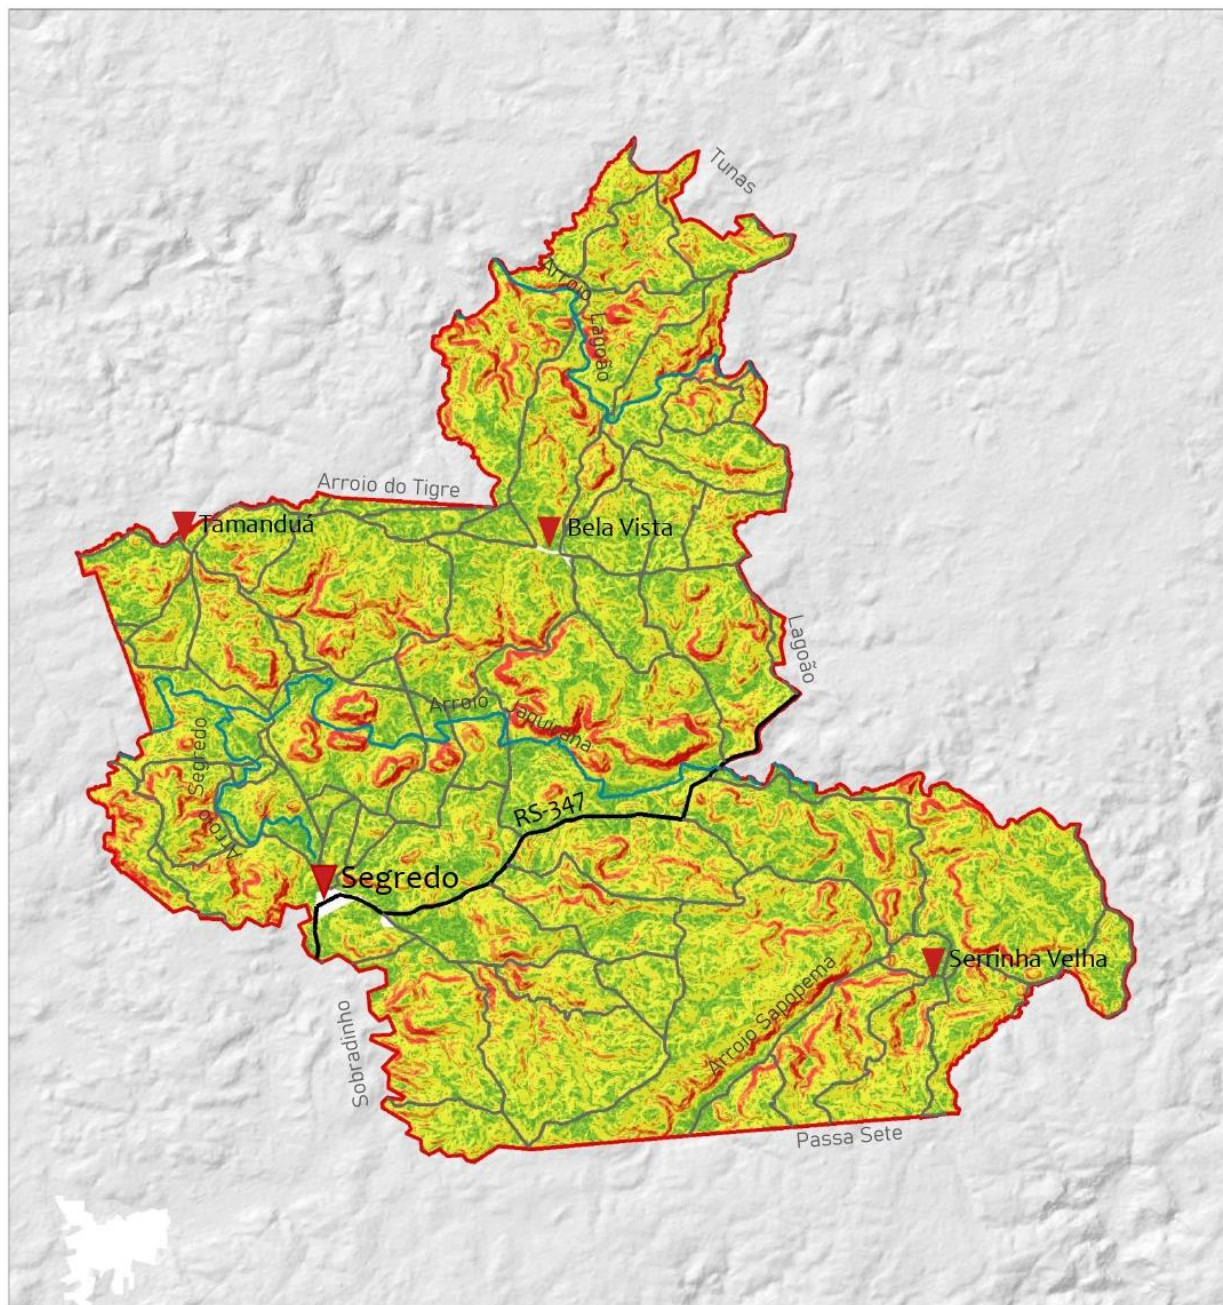 Tunas
Arroio
Lagoão
Arroio do Tigre
Tamanduá
Bela Vista
Lagoão
Arroio
Jaquirana
Segredo
Arroio
RS-347
Segredo
Serrinha Velha
Arroio Sapopema
Sobradinho
Passa Sete